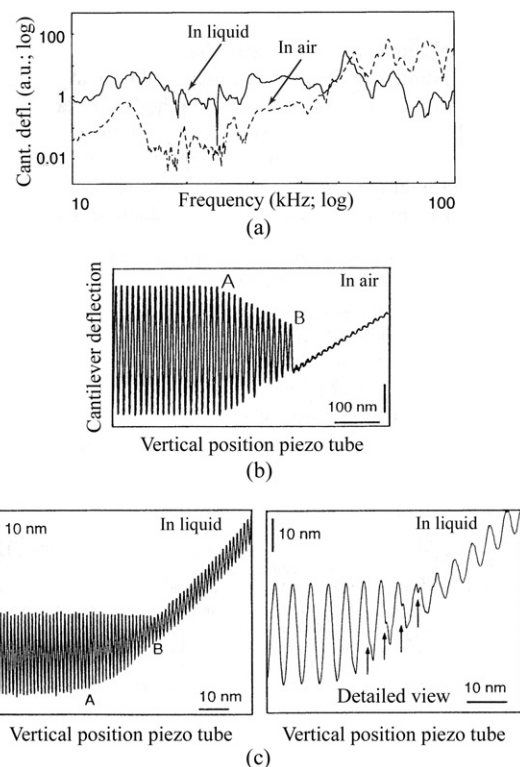 Cant. defl. (a.u.; log)
100
1
0.01
In liquid
In air
10
Frequency (kHz; log)
100
(a)
Cantilever deflection
A
B
In air
100 nm
Vertical position piezo tube
(b)
10 nm
In liquid
A
B
10 nm
Vertical position piezo tube
10 nm
In liquid
Detailed view
10 nm
Vertical position piezo tube
(c)